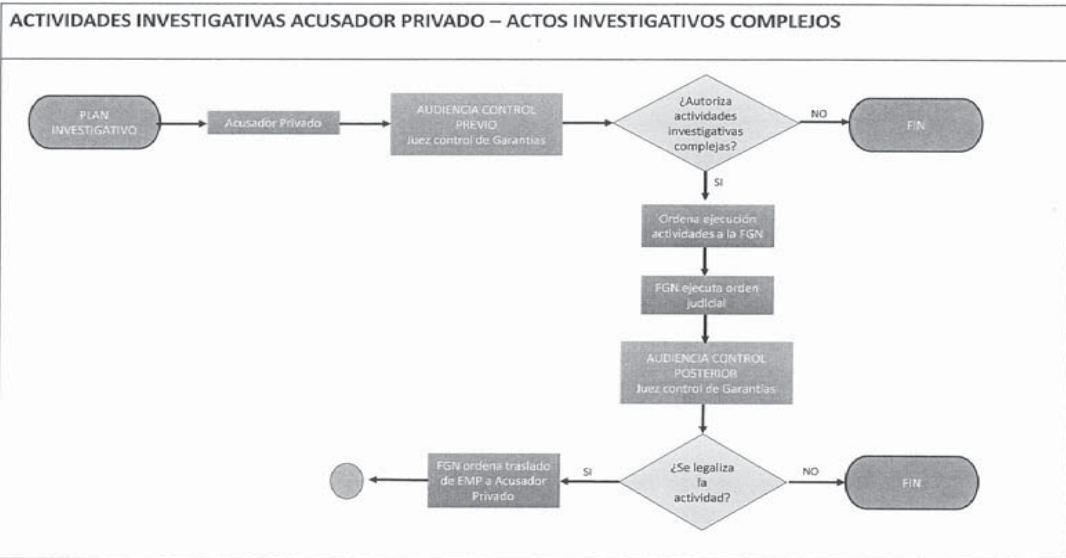 ACTIVIDADES INVESTIGATIVAS ACUSADOR PRIVADO – ACTOS INVESTIGATIVOS COMPLEJOS
PLAN
INVESTIGATIVO
Acusador Privado
AUDIENCIA CONTROL
PREVIO
Juez control de Garantías
¿Autoriza
actividades
investigativas
complejas?
NO
FIN
SI
Ordena ejecución
actividades a la FGN
FGN ejecuta orden
judicial
AUDIENCIA CONTROL
POSTERIOR
Juez control de Garantías
¿Se legaliza
la
actividad?
NO
FIN
SI
FGN ordena traslado
de EMP a Acusador
Privado